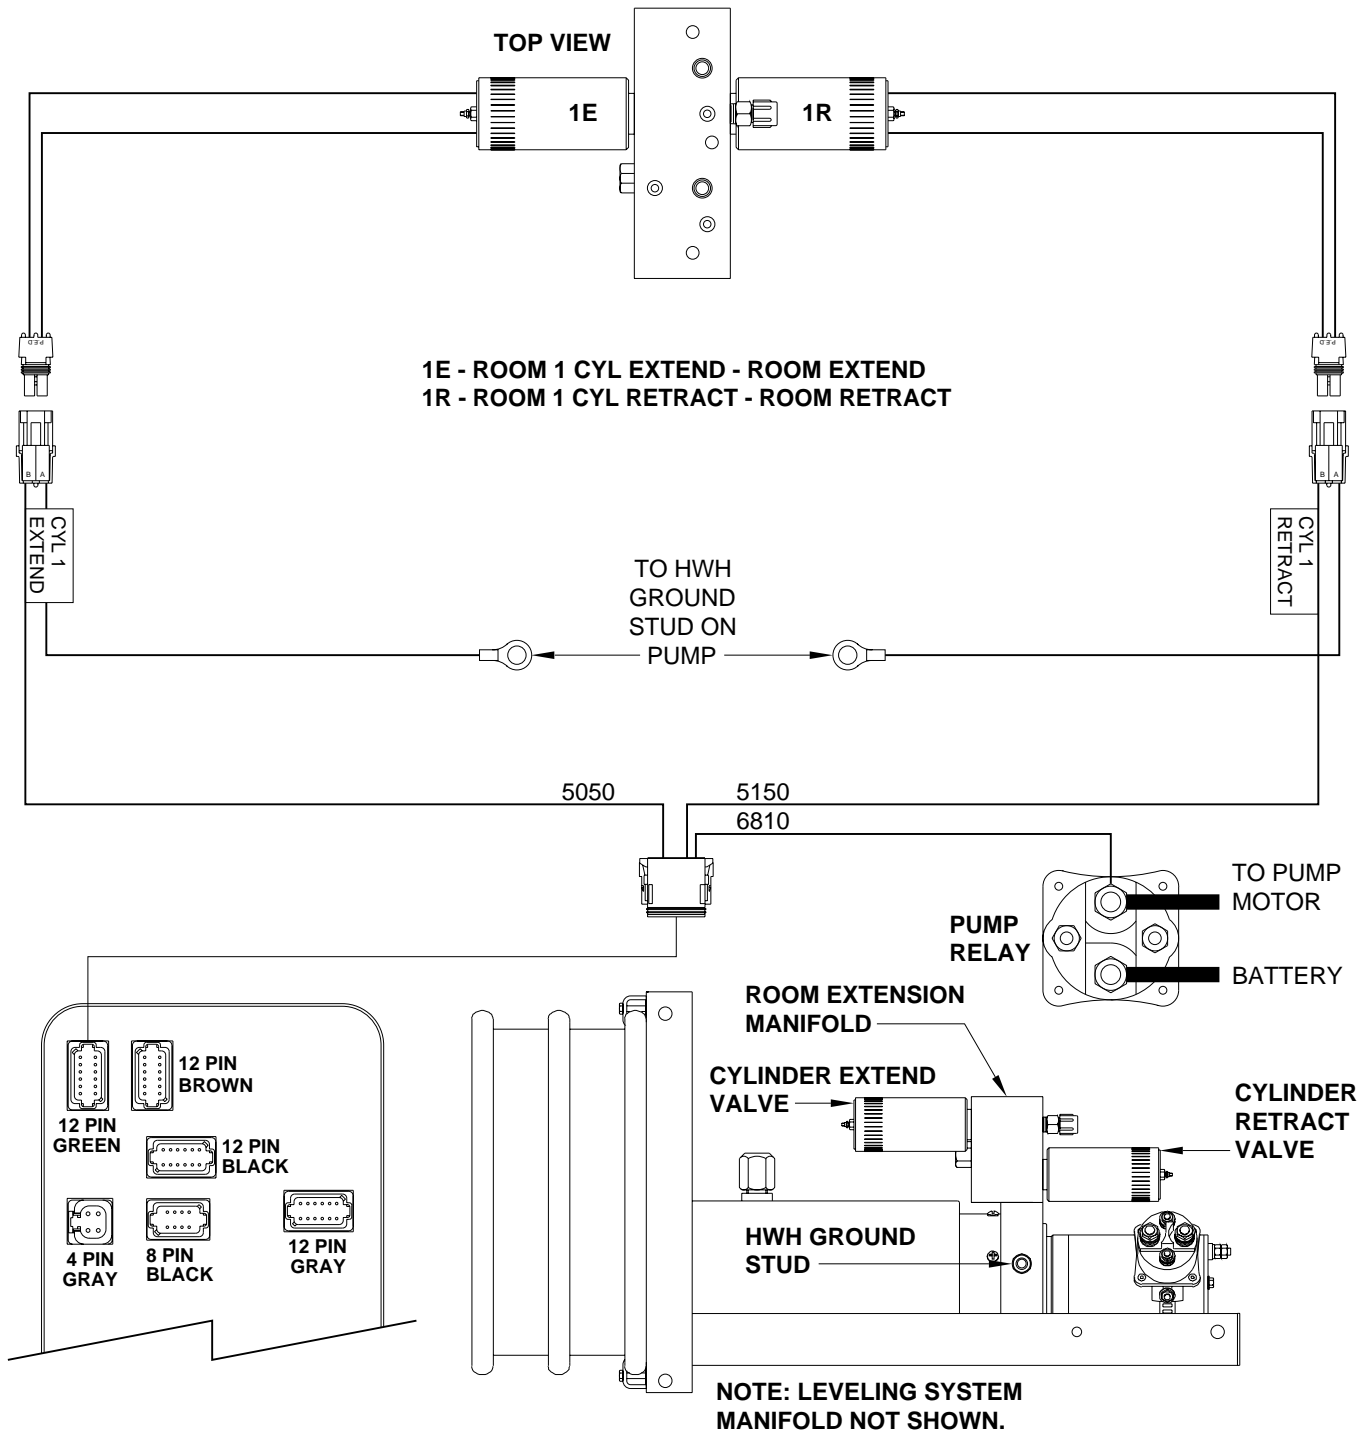 TOP VIEW
1E
1R
P.E.D
P.E.D
1E - ROOM 1 CYL EXTEND - ROOM EXTEND
1R - ROOM 1 CYL RETRACT - ROOM RETRACT
B A
B A
CYL 1
EXTEND
CYL 1
RETRACT
TO HWH
GROUND
STUD ON
PUMP
5050
5150
6810
TO PUMP
MOTOR
PUMP
RELAY
BATTERY
ROOM EXTENSION
MANIFOLD
CYLINDER EXTEND
VALVE
CYLINDER
RETRACT
VALVE
12 PIN
BROWN
12 PIN
GREEN
12 PIN
BLACK
4 PIN
GRAY
8 PIN
BLACK
12 PIN
GRAY
HWH GROUND
STUD
NOTE: LEVELING SYSTEM
MANIFOLD NOT SHOWN.